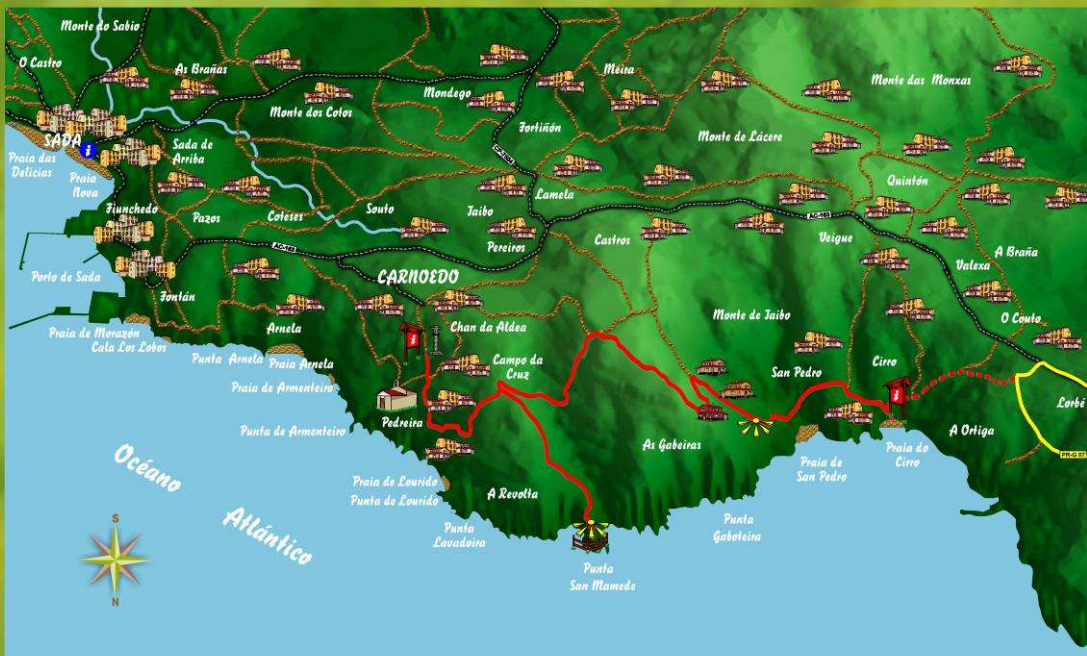 Monte do Sabio
O Castro
As Brañas
Mondego
Meira
Monte das Monxas
Monte dos Cotos
Fortiñón
SADA
Sada de
Arriba
Monte de Lácere
Praia das
Delicias
Praia
Nova
Lamela
Quintón
Fiunchedo
Pazos
Coteses
Souto
Taibo
AC-163
Pereiros
Castros
Veigue
A Braña
AC-163
Valexa
Porto de Sada
CARNOEDO
Fontán
O Couto
Arnela
Chan da Aldea
Monte de Taibo
Praia de Morazón
Cala Los Lobos
Punta Arnela
Praia Arnela
Campo da
Cruz
San Pedro
Cirro
Praia de Armenteiro
Lorbé
Pedreira
Punta de Armenteiro
As Gabeiras
A Ortiga
Praia do
Cirro
PR-G 87
Océano
Atlántico
Praia de
San Pedro
Praia de Lourido
Punta de Lourido
A Revolta
Punta
Lavadoira
Punta
Gaboteira
Punta
San Mamede
S
N